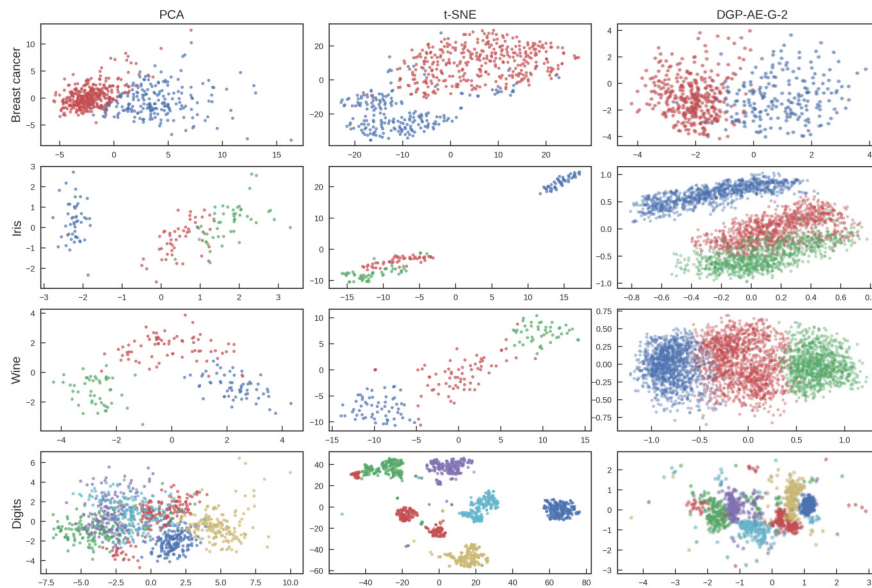 PCA t-SNE DGP-AE-G-2
Breast cancer
10 5 0 −5
−5 0 5 10 15
20 0 −20
−20 −10 0 10 20
4 2 0 −2 −4
−4 −2 0 2 4
Iris
3 2 1 0 −1 −2
−3 −2 −1 0 1 2 3
20 10 0 −10
−15 −10 −5 0 5 10 15
1.0 0.5 0.0 −0.5 −1.0
−0.8 −0.6 −0.4 −0.2 0.0 0.2 0.4 0.6 0.8
Wine
4 2 0 −2
−4 −2 0 2 4
10 5 0 −5 −10
−10 −5 0 5 10 15
0.75 0.50 0.25 0.00 −0.25 −0.50 −0.75
−1.0 −0.5 0.0 0.5 1.0
Digits
6 4 2 0 −2 −4
−7.5 −5.0 −2.5 0.0 2.5 5.0 7.5 10.0
40 20 0 −20 −40 −60
−40 −20 0 20 40 60 80
2 1 0 −1 −2 −3
−4 −3 −2 −1 0 1 2 3